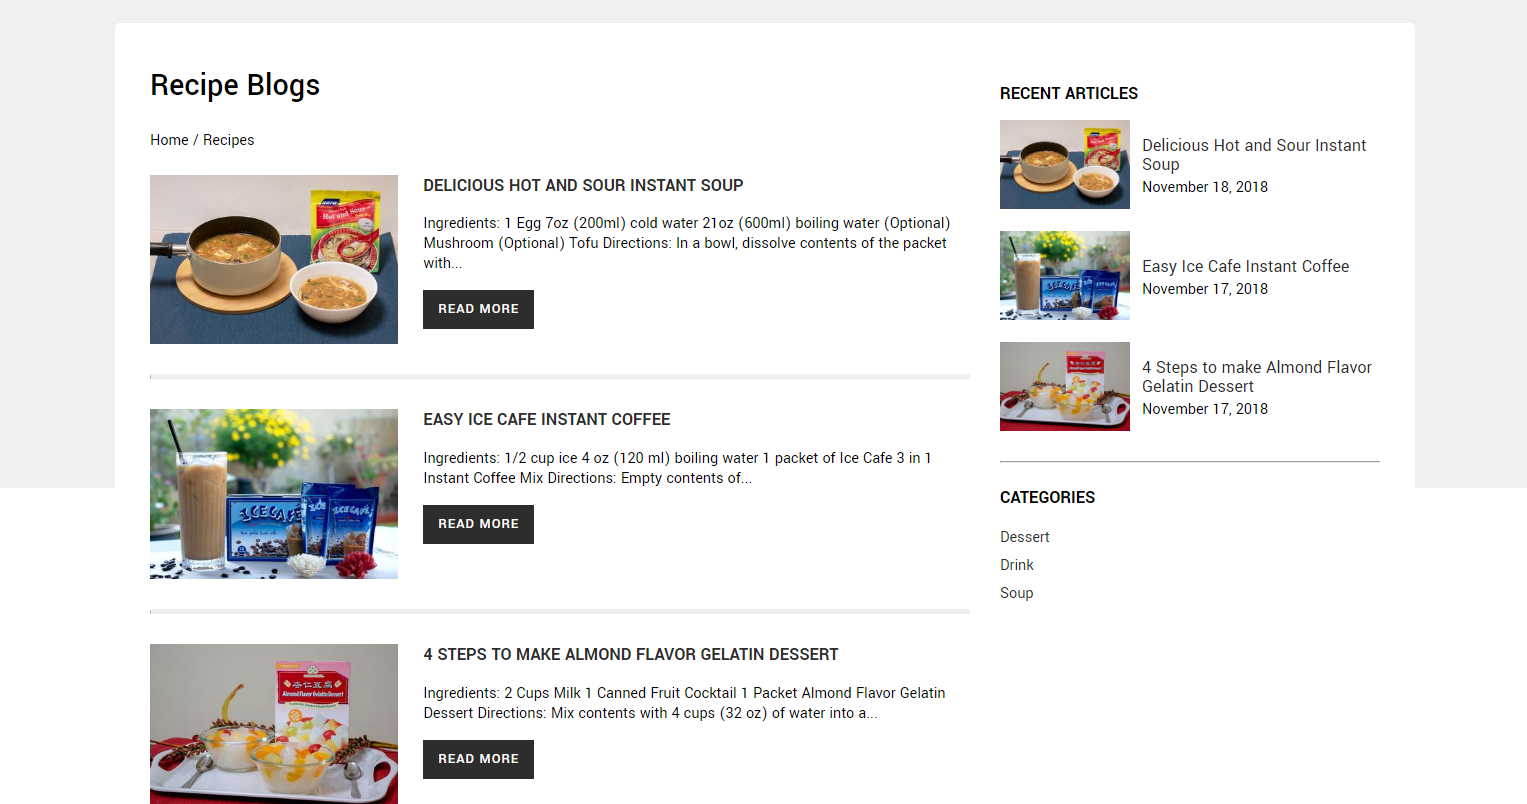 Recipe Blogs
Home / Recipes
Hot and Sour
DELICIOUS HOT AND SOUR INSTANT SOUP
Ingredients: 1 Egg 7oz (200ml) cold water 21oz (600ml) boiling water (Optional)
Mushroom (Optional) Tofu Directions: In a bowl, dissolve contents of the packet
with...
READ MORE
ICE CAFE
EASY ICE CAFE INSTANT COFFEE
Ingredients: 1/2 cup ice 4 oz (120 ml) boiling water 1 packet of Ice Cafe 3 in 1
Instant Coffee Mix Directions: Empty contents of...
READ MORE
杏仁豆腐
Almond Flavor Gelatin Dessert
4 STEPS TO MAKE ALMOND FLAVOR GELATIN DESSERT
Ingredients: 2 Cups Milk 1 Canned Fruit Cocktail 1 Packet Almond Flavor Gelatin
Dessert Directions: Mix contents with 4 cups (32 oz) of water into a...
READ MORE
RECENT ARTICLES
Delicious Hot and Sour Instant
Soup
November 18, 2018
Easy Ice Cafe Instant Coffee
November 17, 2018
4 Steps to make Almond Flavor
Gelatin Dessert
November 17, 2018
CATEGORIES
Dessert
Drink
Soup